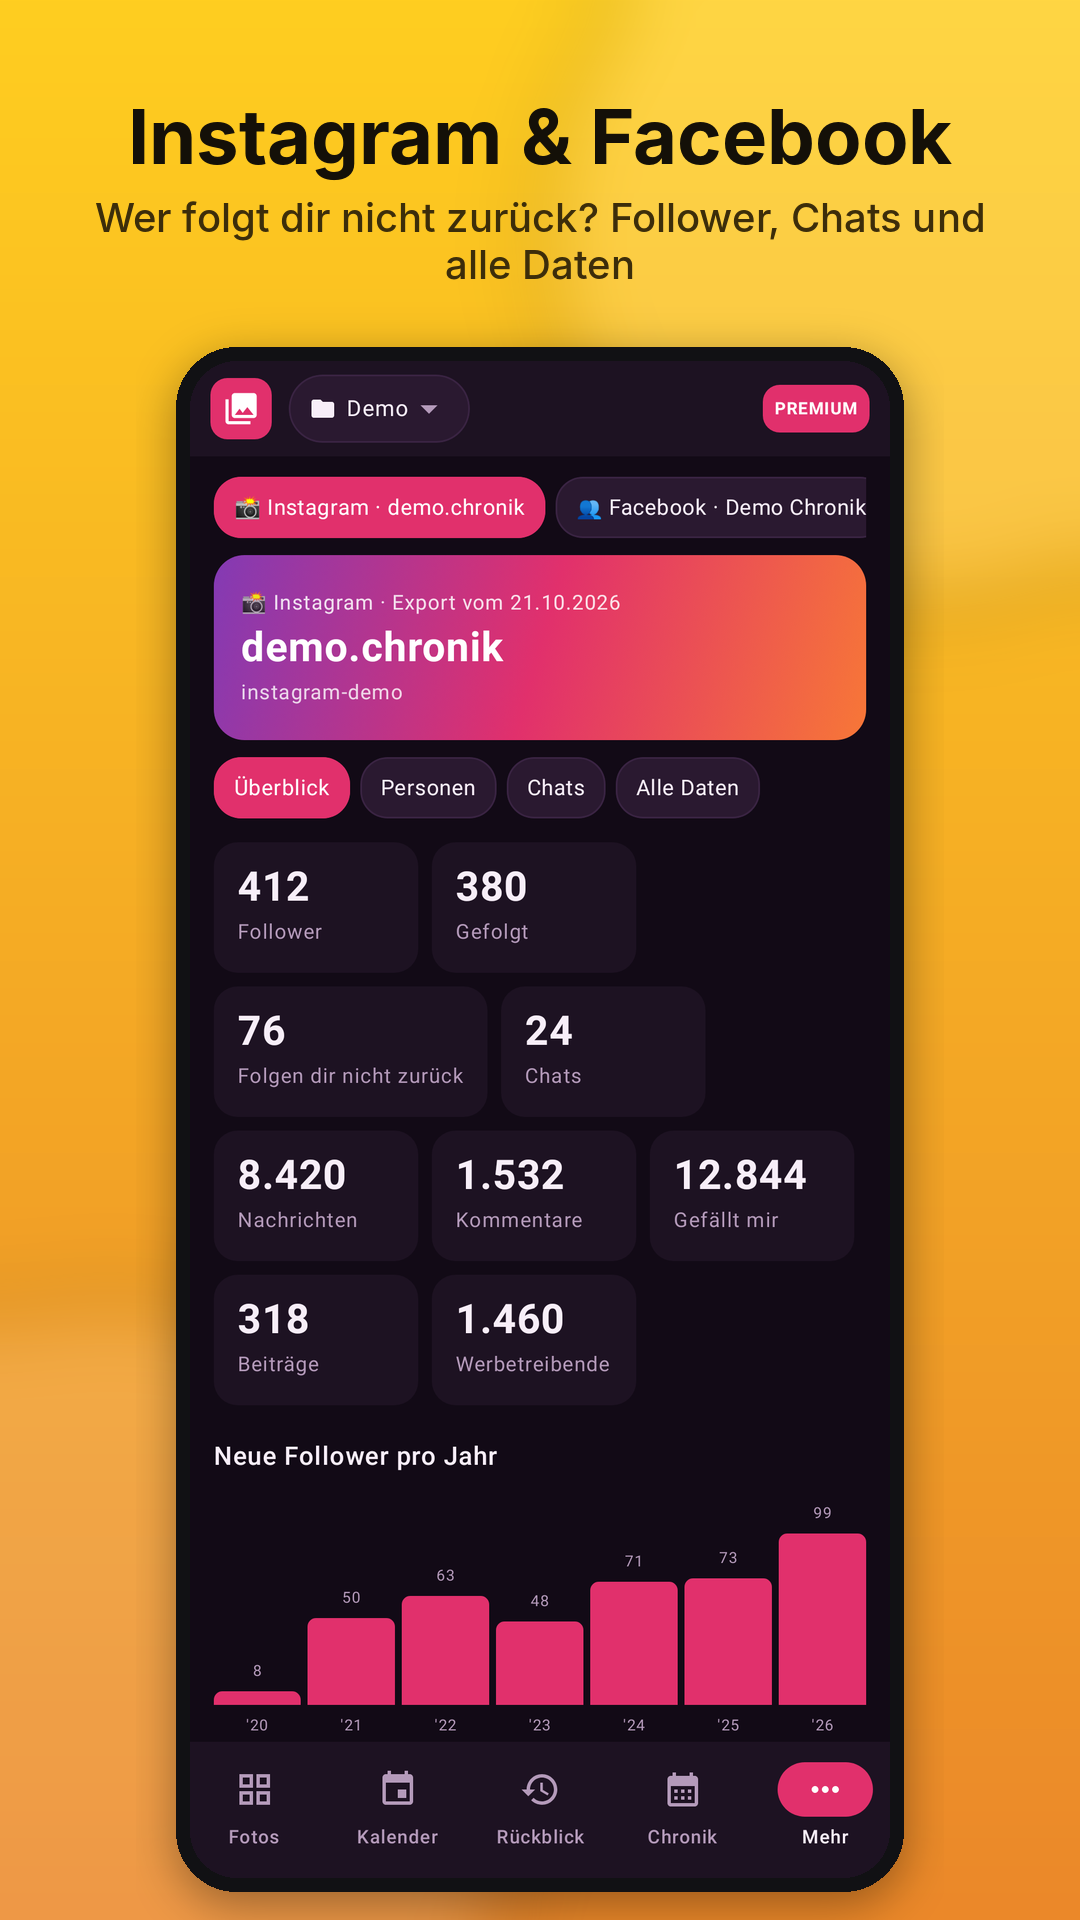 Instagram & Facebook
Wer folgt dir nicht zurück? Follower, Chats und
alle Daten
Demo
PREMIUM
Instagram · demo.chronik
Facebook · Demo Chronik
Instagram · Export vom 21.10.2026
demo.chronik
instagram-demo
Überblick
Personen
Chats
Alle Daten
412
Follower
380
Gefolgt
76
Folgen dir nicht zurück
24
Chats
8.420
Nachrichten
1.532
Kommentare
12.844
Gefällt mir
318
Beiträge
1.460
Werbetreibende
Neue Follower pro Jahr
8
50
63
48
71
73
99
'20
'21
'22
'23
'24
'25
'26
Fotos
Kalender
Rückblick
Chronik
Mehr